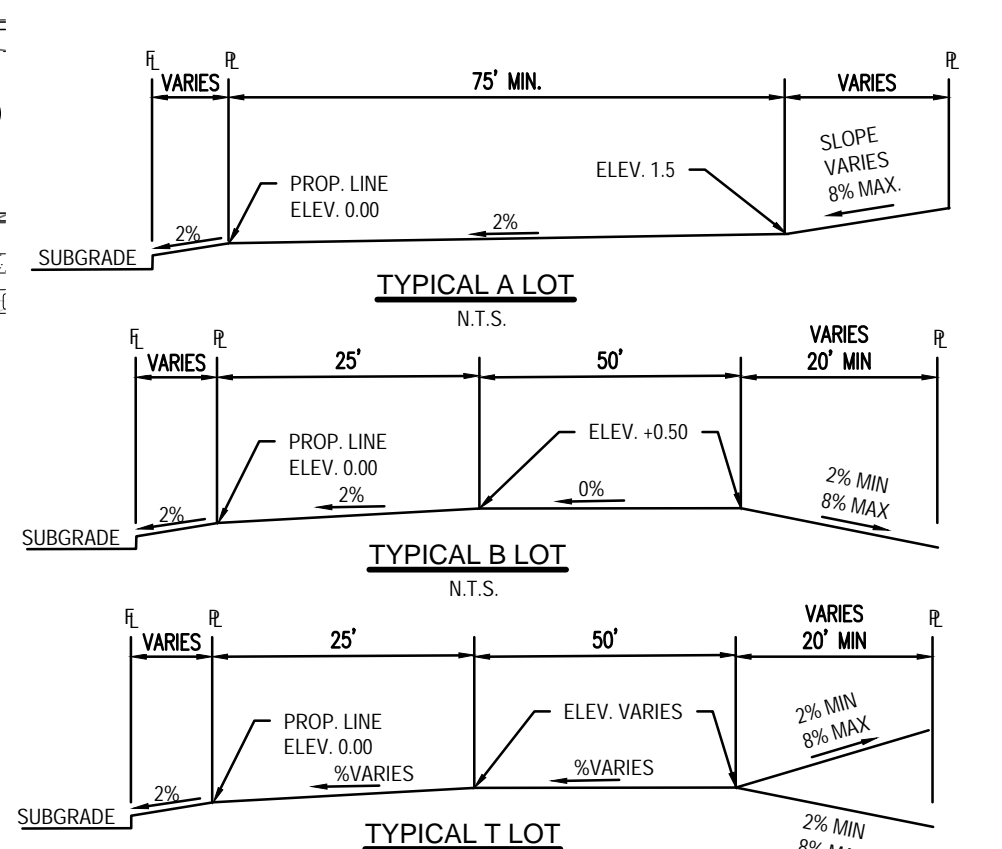 FL PL PL
VARIES 75' MIN. VARIES
SLOPE
VARIES
8% MAX.
PROP. LINE
ELEV. 0.00
ELEV. 1.5
2% 2%
SUBGRADE
TYPICAL A LOT
N.T.S.
FL PL PL
VARIES 25' 50' VARIES
20' MIN
PROP. LINE
ELEV. 0.00
ELEV. +0.50
2% 2% 0%
2% MIN
8% MAX
SUBGRADE
TYPICAL B LOT
N.T.S.
FL PL PL
VARIES 25' 50' VARIES
20' MIN
PROP. LINE
ELEV. 0.00
ELEV. VARIES
2% MIN
8% MAX
2% %VARIES %VARIES
SUBGRADE
TYPICAL T LOT
2% MIN